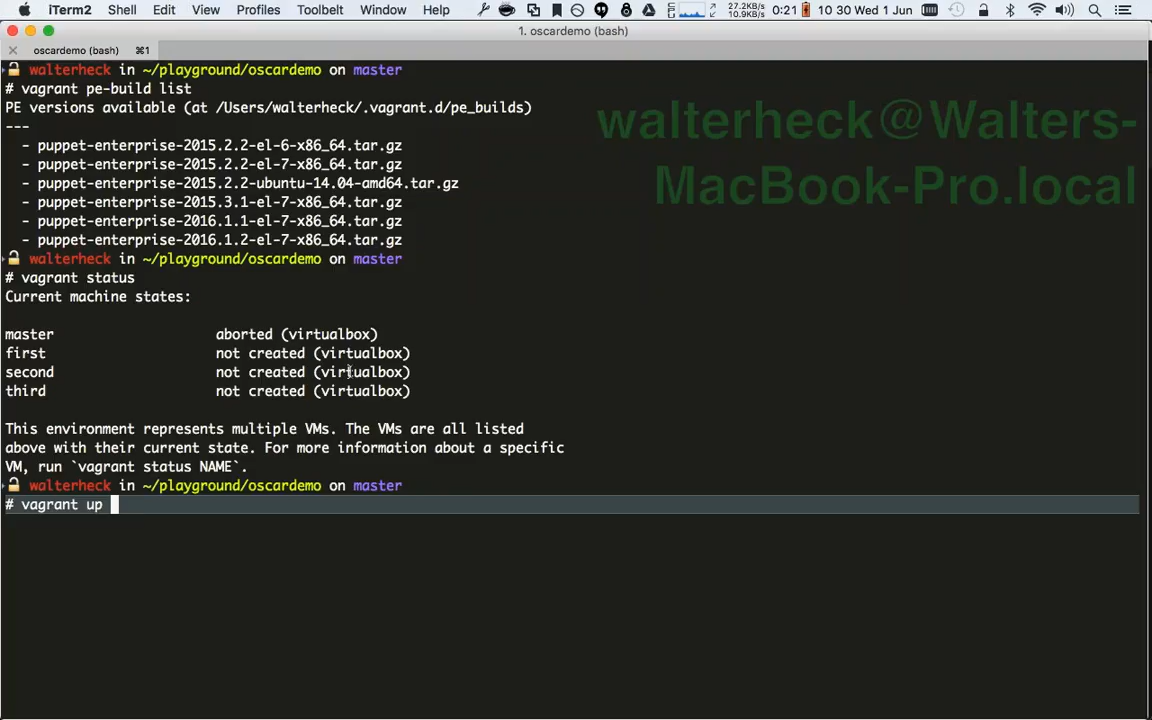 iTerm2 Shell Edit View Profiles Toolbelt Window Help 27.2KB/s 10.9KB/s 0:21 10 30 Wed 1 Jun
1. oscardemo (bash)
oscardemo (bash) ⌘1
walterheck in ~/playground/oscardemo on master
# vagrant pe-build list
PE versions available (at /Users/walterheck/.vagrant.d/pe_builds)
---
- puppet-enterprise-2015.2.2-el-6-x86_64.tar.gz
- puppet-enterprise-2015.2.2-el-7-x86_64.tar.gz
- puppet-enterprise-2015.2.2-ubuntu-14.04-amd64.tar.gz
- puppet-enterprise-2015.3.1-el-7-x86_64.tar.gz
- puppet-enterprise-2016.1.1-el-7-x86_64.tar.gz
- puppet-enterprise-2016.1.2-el-7-x86_64.tar.gz
walterheck@Walters-
MacBook-Pro.local
walterheck in ~/playground/oscardemo on master
# vagrant status
Current machine states:
master aborted (virtualbox)
first not created (virtualbox)
second not created (virtualbox)
third not created (virtualbox)
This environment represents multiple VMs. The VMs are all listed
above with their current state. For more information about a specific
VM, run `vagrant status NAME`.
walterheck in ~/playground/oscardemo on master
# vagrant up